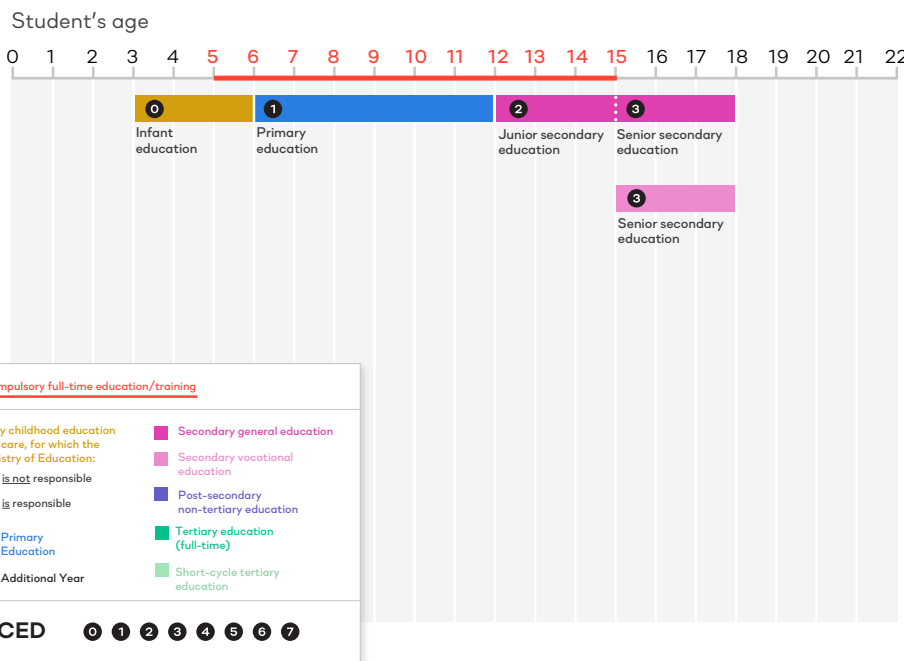 Student's age
0 1 2 3 4 5 6 7 8 9 10 11 12 13 14 15 16 17 18 19 20 21 22
0 1 2 3
Infant education
Primary education
Junior secondary education
Senior secondary education
3
Senior secondary education
mpulsory full-time education/training
y childhood education
care, for which the
istry of Education:
is not responsible
is responsible
Primary
Education
Additional Year
Secondary general education
Secondary vocational
education
Post-secondary
non-tertiary education
Tertiary education
(full-time)
Short-cycle tertiary
education
CED 0 1 2 3 4 5 6 7